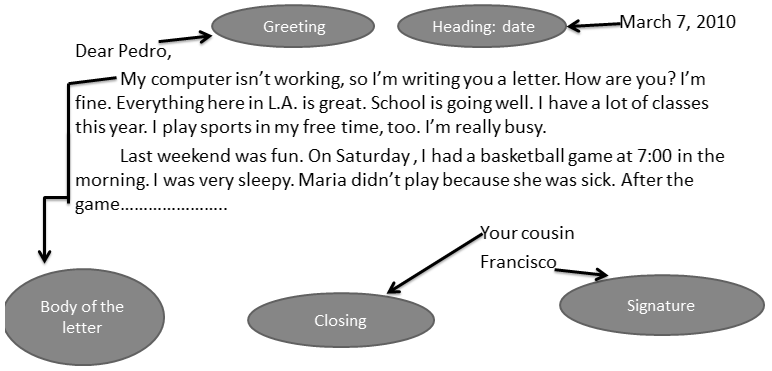 Greeting
Heading: date
March 7, 2010
Dear Pedro,
My computer isn't working, so I'm writing you a letter. How are you? I'm
fine. Everything here in L.A. is great. School is going well. I have a lot of classes
this year. I play sports in my free time, too. I'm really busy.
Last weekend was fun. On Saturday , I had a basketball game at 7:00 in the
morning. I was very sleepy. Maria didn't play because she was sick. After the
game…………………..
Your cousin
Francisco
Body of the
letter
Closing
Signature